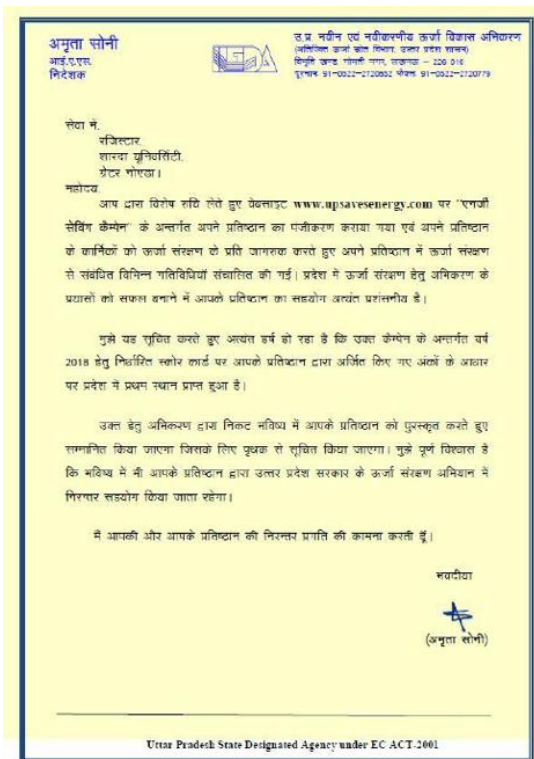 अमृता सोनी
आई.ए.एस.
निदेशक
उ.प्र. नवीन एवं नवीकरणीय ऊर्जा विकास अभिकरण
(अतिरिक्त ऊर्जा स्रोत विभाग, उत्तर प्रदेश शासन)
विभूति खण्ड गोमती नगर, लखनऊ – 226 010
दूरभाष 91-0522-2720652 फैक्स 91-0522-2720779
सेवा में,
रजिस्टार,
शारदा यूनिवर्सिटी,
ग्रेटर नोएडा।
महोदय,
आप द्वारा विशेष रुचि लेते हुए वेबसाइट www.upsavesenergy.com पर "एनर्जी
सेविंग कैम्पेन" के अन्तर्गत अपने प्रतिष्ठान का पंजीकरण कराया गया एवं अपने प्रतिष्ठान
के कार्मिकों को ऊर्जा संरक्षण के प्रति जागरुक करते हुए अपने प्रतिष्ठान में ऊर्जा संरक्षण
से संबंधित विभिन्न गतिविधियाँ संचालित की गई। प्रदेश में ऊर्जा संरक्षण हेतु अभिकरण के
प्रयासों को सफल बनाने में आपके प्रतिष्ठान का सहयोग अत्यंत प्रशंसनीय है।
मुझे यह सूचित करते हुए अत्यंत हर्ष हो रहा है कि उक्त कैम्पेन के अन्तर्गत वर्ष
2018 हेतु निर्धारित स्कोर कार्ड पर आपके प्रतिष्ठान द्वारा अर्जित किए गए अंकों के आधार
पर प्रदेश में प्रथम स्थान प्राप्त हुआ है।
उक्त हेतु अभिकरण द्वारा निकट भविष्य में आपके प्रतिष्ठान को पुरस्कृत करते हुए
सम्मानित किया जाएगा जिसके लिए पृथक से सूचित किया जाएगा। मुझे पूर्ण विश्वास है
कि भविष्य में भी आपके प्रतिष्ठान द्वारा उत्तर प्रदेश सरकार के ऊर्जा संरक्षण अभियान में
निरन्तर सहयोग किया जाता रहेगा।
मैं आपकी और आपके प्रतिष्ठान की निरन्तर प्रगति की कामना करती हूँ।
भवदीया
(अमृता सोनी)
Uttar Pradesh State Designated Agency under EC ACT-2001